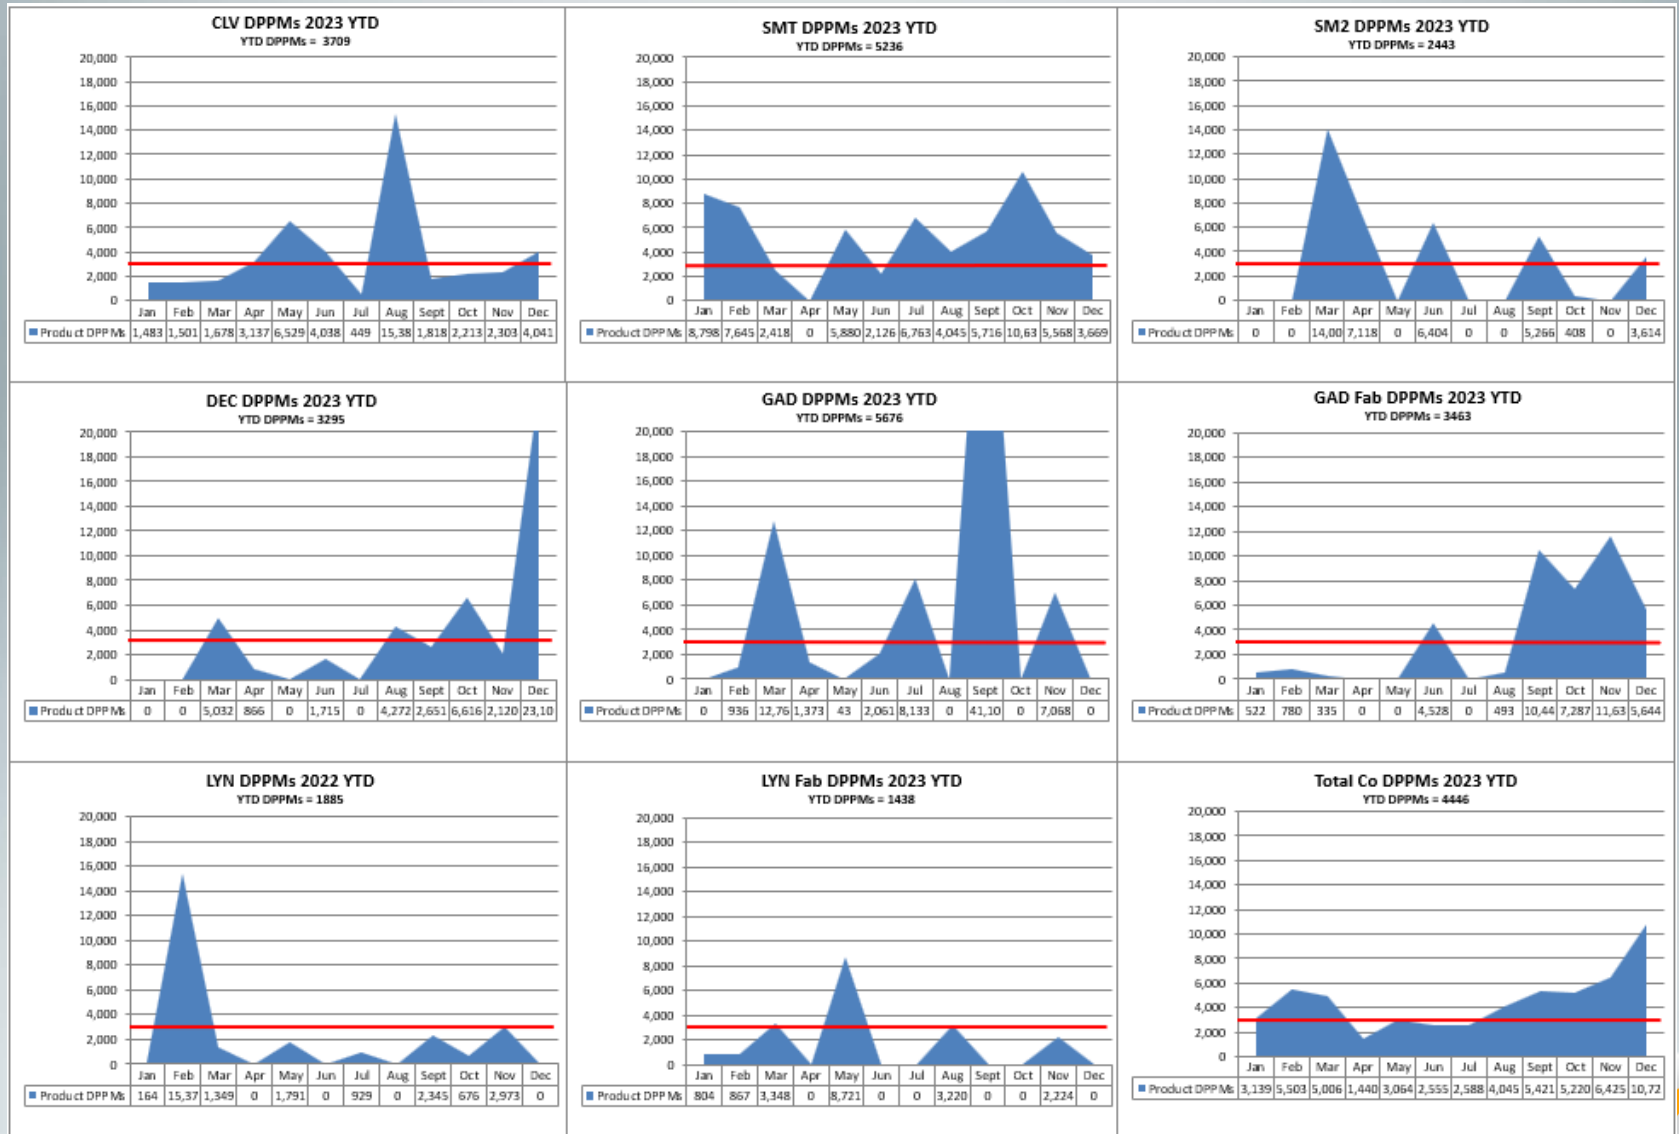 CLV DPPMs 2023 YTD
YTD DPPMs = 3709
20,000
18,000
16,000
14,000
12,000
10,000
8,000
6,000
4,000
2,000
0
Jan Feb Mar Apr May Jun Jul Aug Sept Oct Nov Dec
Product DPPMs 1,483 1,501 1,678 3,137 6,529 4,038 449 15,38 1,818 2,213 2,303 4,041
SMT DPPMs 2023 YTD
YTD DPPMs = 5236
20,000
18,000
16,000
14,000
12,000
10,000
8,000
6,000
4,000
2,000
0
Jan Feb Mar Apr May Jun Jul Aug Sept Oct Nov Dec
Product DPPMs 8,798 7,645 2,418 0 5,880 2,126 6,763 4,045 5,716 10,63 5,568 3,669
SM2 DPPMs 2023 YTD
YTD DPPMs = 2443
20,000
18,000
16,000
14,000
12,000
10,000
8,000
6,000
4,000
2,000
0
Jan Feb Mar Apr May Jun Jul Aug Sept Oct Nov Dec
Product DPPMs 0 0 14,00 7,118 0 6,404 0 0 5,266 408 0 3,614
DEC DPPMs 2023 YTD
YTD DPPMs = 3295
20,000
18,000
16,000
14,000
12,000
10,000
8,000
6,000
4,000
2,000
0
Jan Feb Mar Apr May Jun Jul Aug Sept Oct Nov Dec
Product DPPMs 0 0 5,032 866 0 1,715 0 4,272 2,651 6,616 2,120 23,10
GAD DPPMs 2023 YTD
YTD DPPMs = 5676
20,000
18,000
16,000
14,000
12,000
10,000
8,000
6,000
4,000
2,000
0
Jan Feb Mar Apr May Jun Jul Aug Sept Oct Nov Dec
Product DPPMs 0 936 12,76 1,373 43 2,061 8,133 0 41,10 0 7,068 0
GAD Fab DPPMs 2023 YTD
YTD DPPMs = 3463
20,000
18,000
16,000
14,000
12,000
10,000
8,000
6,000
4,000
2,000
0
Jan Feb Mar Apr May Jun Jul Aug Sept Oct Nov Dec
Product DPPMs 522 780 335 0 0 4,528 0 493 10,44 7,287 11,63 5,644
LYN DPPMs 2022 YTD
YTD DPPMs = 1885
20,000
18,000
16,000
14,000
12,000
10,000
8,000
6,000
4,000
2,000
0
Jan Feb Mar Apr May Jun Jul Aug Sept Oct Nov Dec
Product DPPMs 164 15,37 1,349 0 1,791 0 929 0 2,345 676 2,973 0
LYN Fab DPPMs 2023 YTD
YTD DPPMs = 1438
20,000
18,000
16,000
14,000
12,000
10,000
8,000
6,000
4,000
2,000
0
Jan Feb Mar Apr May Jun Jul Aug Sept Oct Nov Dec
Product DPPMs 804 867 3,348 0 8,721 0 0 3,220 0 0 2,224 0
Total Co DPPMs 2023 YTD
YTD DPPMs = 4446
20,000
18,000
16,000
14,000
12,000
10,000
8,000
6,000
4,000
2,000
0
Jan Feb Mar Apr May Jun Jul Aug Sept Oct Nov Dec
Product DPPMs 3,139 5,503 5,006 1,440 3,064 2,555 2,588 4,045 5,421 5,220 6,425 10,72